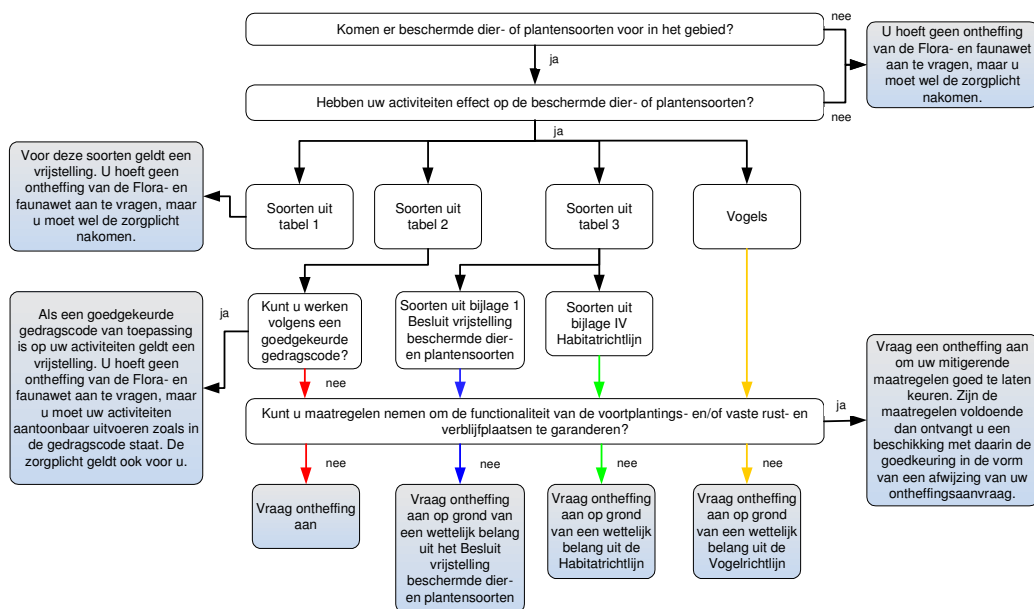 nee
Komen er beschermde dier- of plantensoorten voor in het gebied?
U hoeft geen ontheffing
van de Flora- en faunawet
aan te vragen, maar u
moet wel de zorgplicht
nakomen.
ja
Hebben uw activiteiten effect op de beschermde dier- of plantensoorten?
nee
ja
Voor deze soorten geldt een
vrijstelling. U hoeft geen
ontheffing van de Flora- en
faunawet aan te vragen, maar
u moet wel de zorgplicht
nakomen.
Soorten uit
tabel 1
Soorten uit
tabel 2
Soorten uit
tabel 3
Vogels
Als een goedgekeurde
gedragscode van toepassing
is op uw activiteiten geldt een
vrijstelling. U hoeft geen
ontheffing van de Flora- en
faunawet aan te vragen, maar
u moet uw activiteiten
aantoonbaar uitvoeren zoals in
de gedragscode staat. De
zorgplicht geldt ook voor u.
ja
Kunt u werken
volgens een
goedgekeurde
gedragscode?
Soorten uit bijlage 1
Besluit vrijstelling
beschermde dier-
en plantensoorten
Soorten uit
bijlage IV
Habitatrichtlijn
nee
nee
Kunt u maatregelen nemen om de functionaliteit van de voortplantings- en/of vaste rust- en
verblijfplaatsen te garanderen?
ja
Vraag een ontheffing aan
om uw mitigerende
maatregelen goed te laten
keuren. Zijn de
maatregelen voldoende
dan ontvangt u een
beschikking met daarin de
goedkeuring in de vorm
van een afwijzing van uw
ontheffingsaanvraag.
nee
nee
nee
nee
Vraag ontheffing
aan
Vraag ontheffing
aan op grond van
een wettelijk belang
uit het Besluit
vrijstelling
beschermde dier-
en plantensoorten
Vraag ontheffing
aan op grond
van een wettelijk
belang uit de
Habitatrichtlijn
Vraag ontheffing
aan op grond
van een wettelijk
belang uit de
Vogelrichtlijn